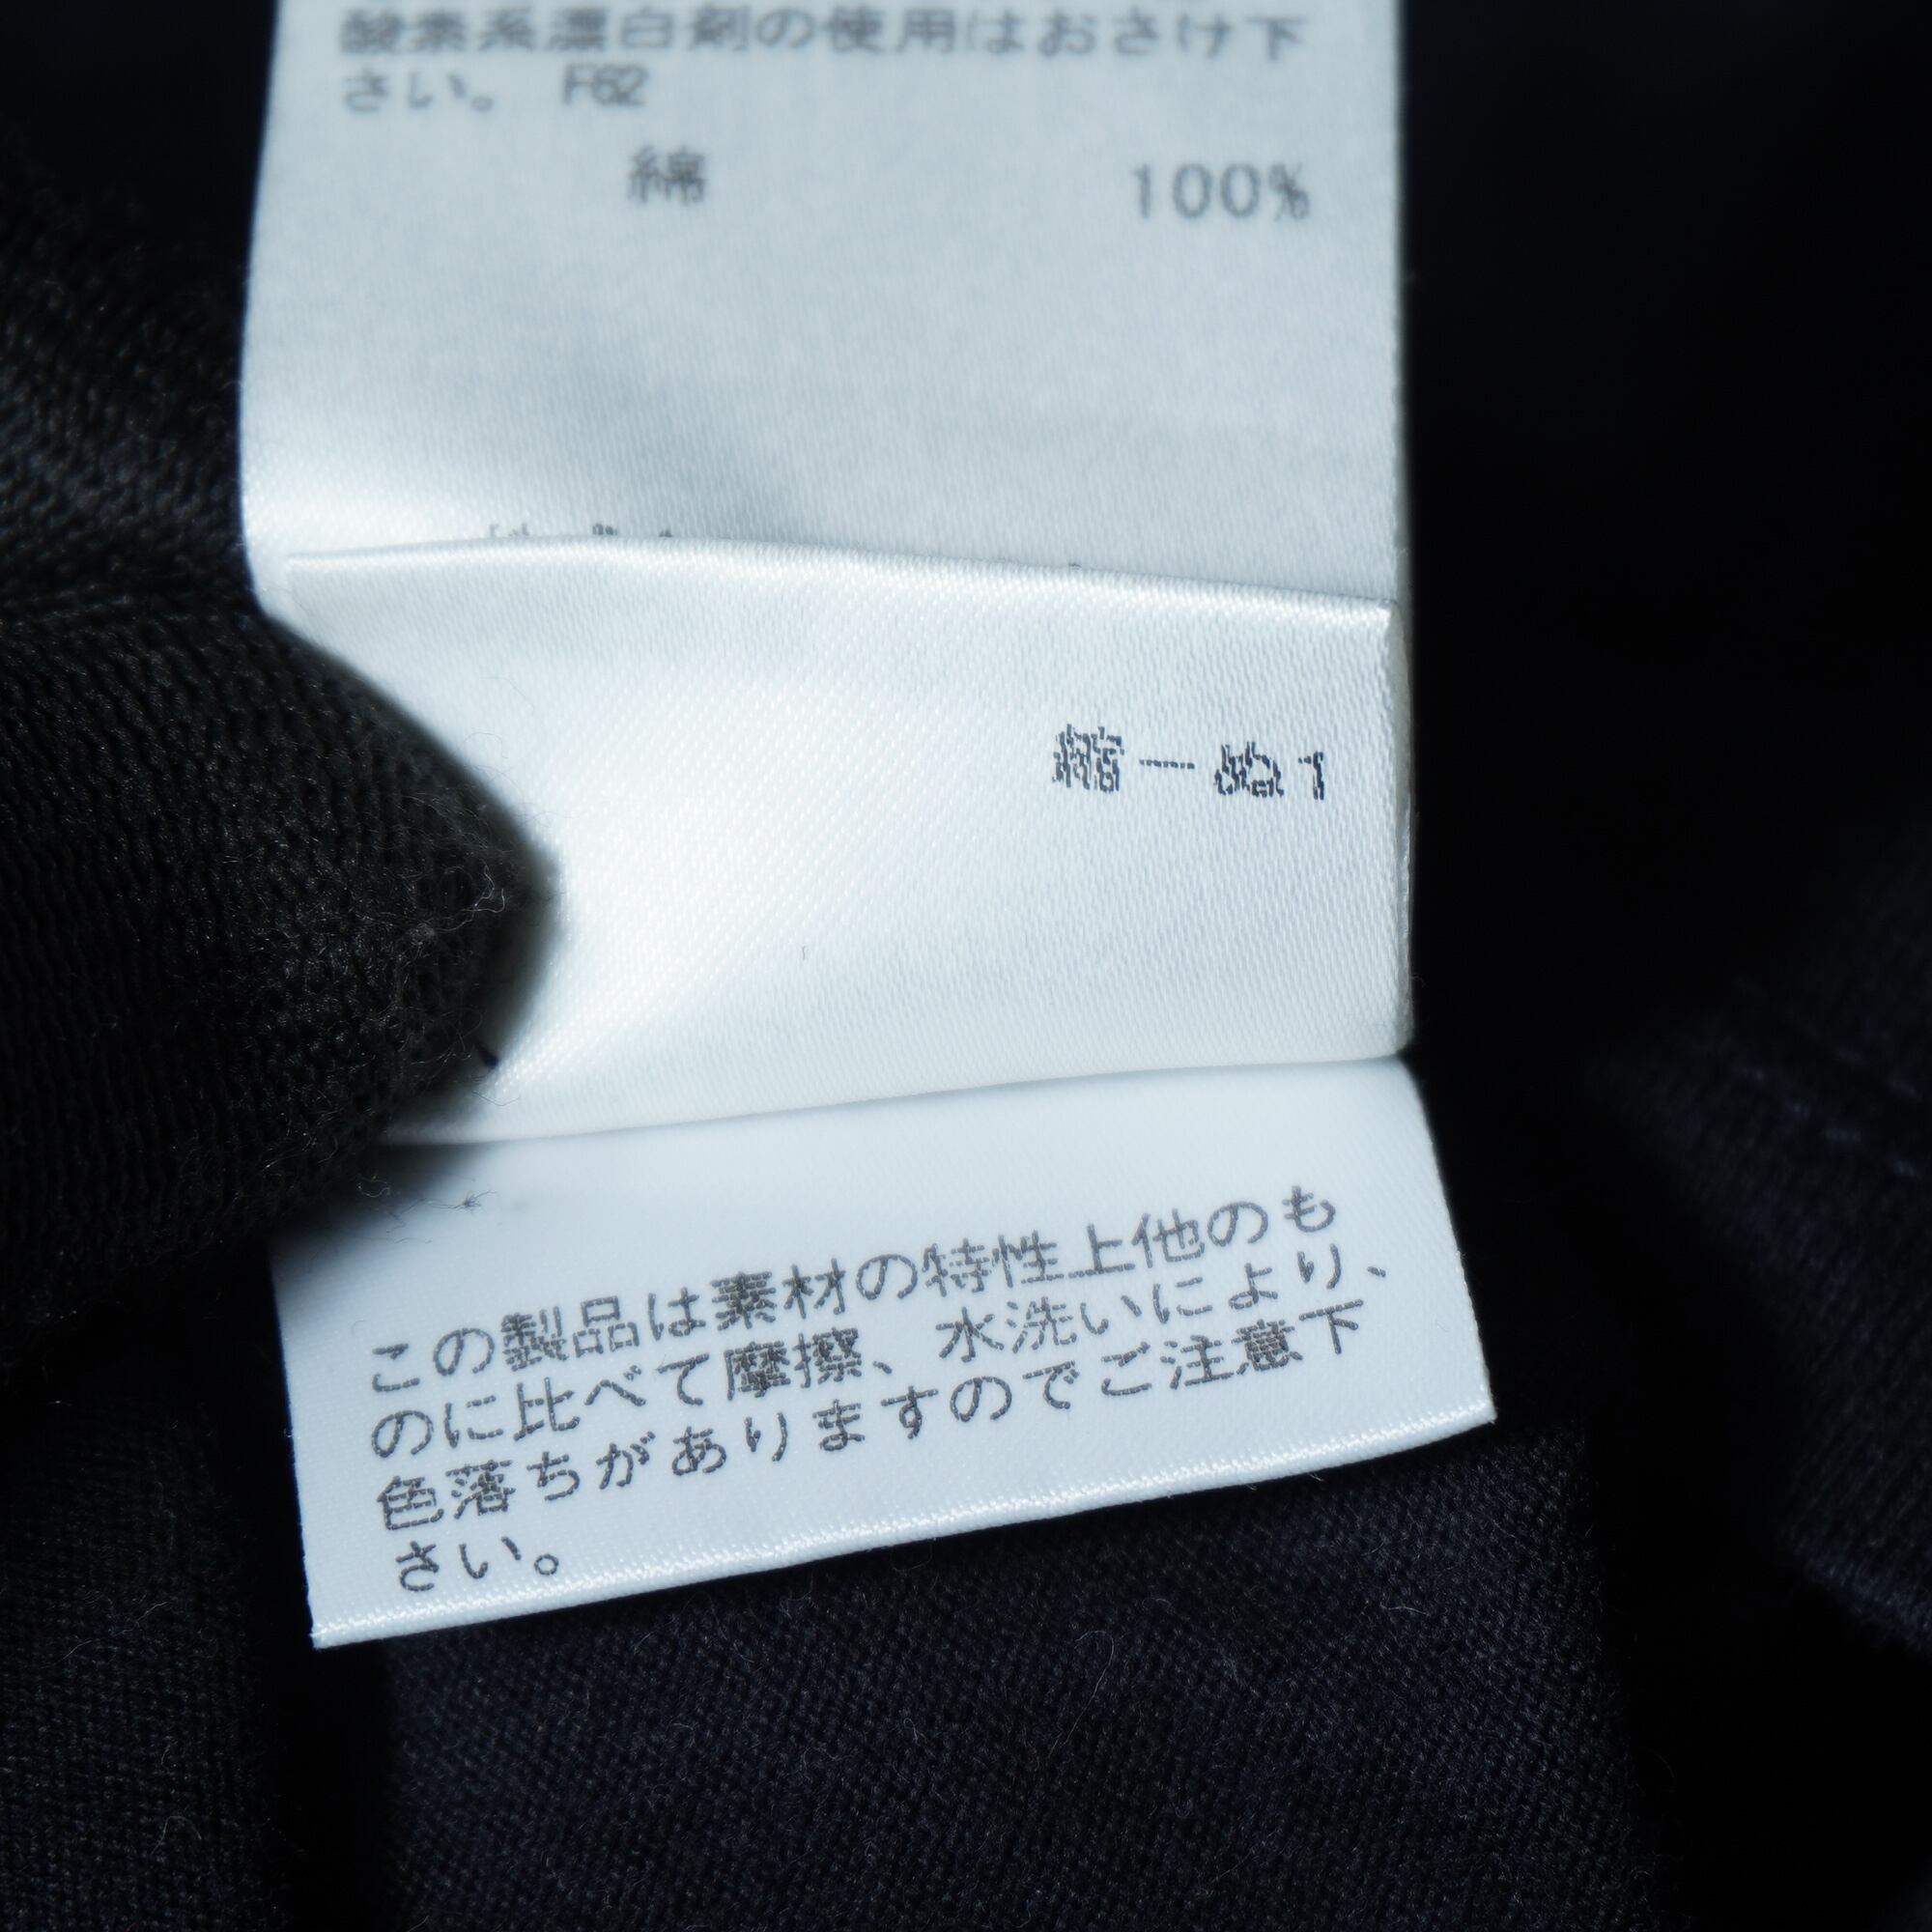 酸素系漂白剤の使用はおさけ下
さい。 F62
綿 100%
この製品は素材の特性上他のも
のに比べて摩擦、水洗いにより、
色落ちがありますのでご注意下
さい。